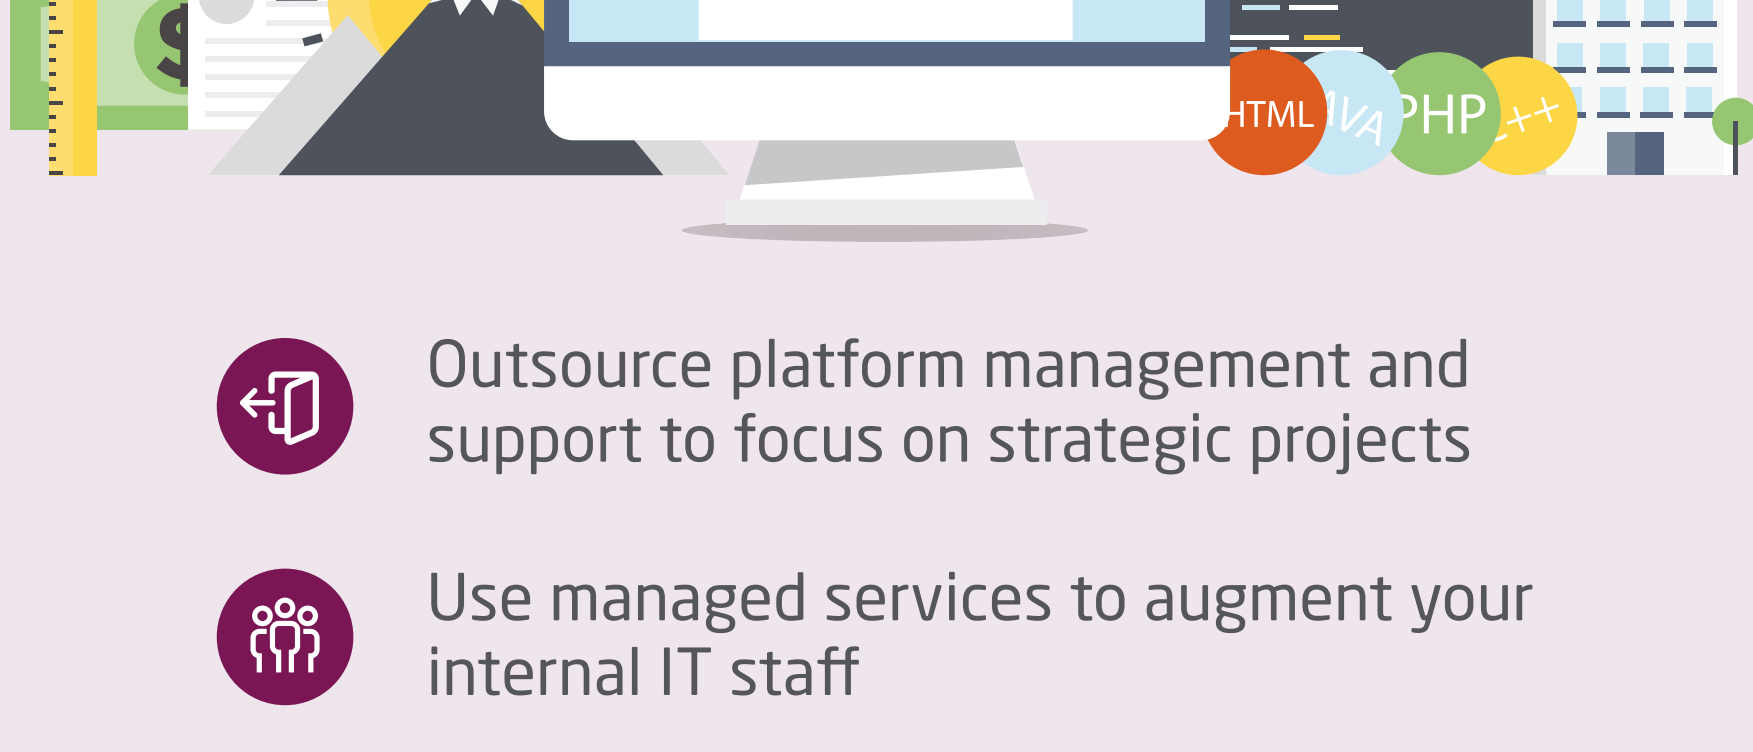 $
HTML
AVA
PHP
++
Outsource platform management and
support to focus on strategic projects
Use managed services to augment your
internal IT staff